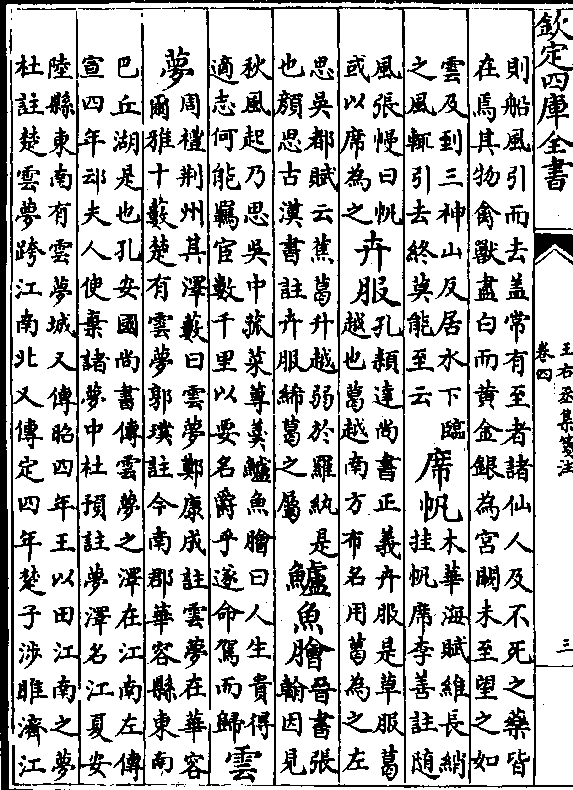 欽定四庫全書
王右丞集箋注
卷四
三
則船風引而去盖常有至者諸仙人及不死之藥皆
在焉其物禽獸盡白而黄金銀為宮闕未至望之如
雲及到三神山反居水下臨
之風輒引去終莫能至云
席帆
木華海賦維長綃
挂帆席李善註随
風張幔曰帆
或以席為之
卉服
孔頴達尚書正義卉服是草服葛
越也葛越南方布名用葛為之左
思吳都賦云蕉葛升越弱於羅紈是
也顔思古漢書註卉服絺葛之屬
鱸魚膾
晉書張
翰因見
秋風起乃思吳中菰菜蓴羮鱸魚膾曰人生貴得
適志何能羈宦數千里以要名爵乎遂命駕而歸
雲
夢
周禮荆州其澤藪曰雲夢鄭康成註雲夢在華容
爾雅十藪楚有雲夢郭璞註今南郡華容縣東南
巴丘湖是也孔安國尚書傳雲夢之澤在江南左傳
宣四年䢵夫人使棄諸夢中杜預註夢澤名江夏安
陸縣東南有雲夢城又傳昭四年王以田江南之夢
杜註楚雲夢跨江南北又傳定四年楚子涉睢濟江